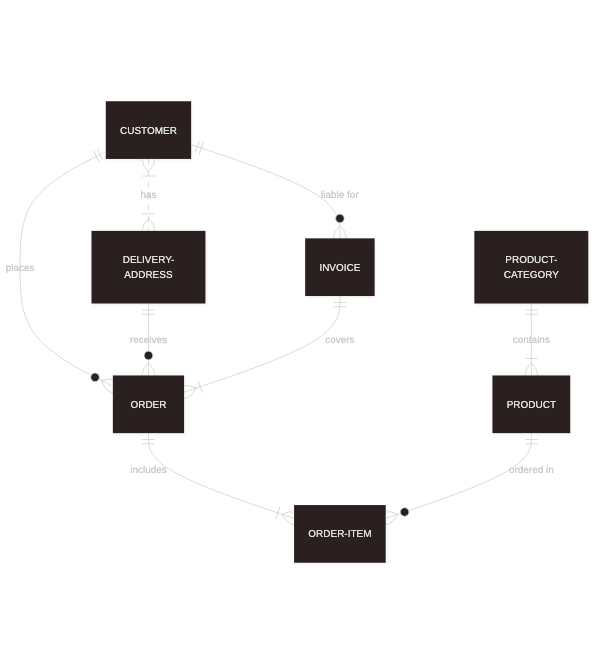 CUSTOMER
has
liable for
DELIVERY-
ADDRESS
INVOICE
PRODUCT-
CATEGORY
places
receives
covers
contains
ORDER
PRODUCT
includes
ordered in
ORDER-ITEM